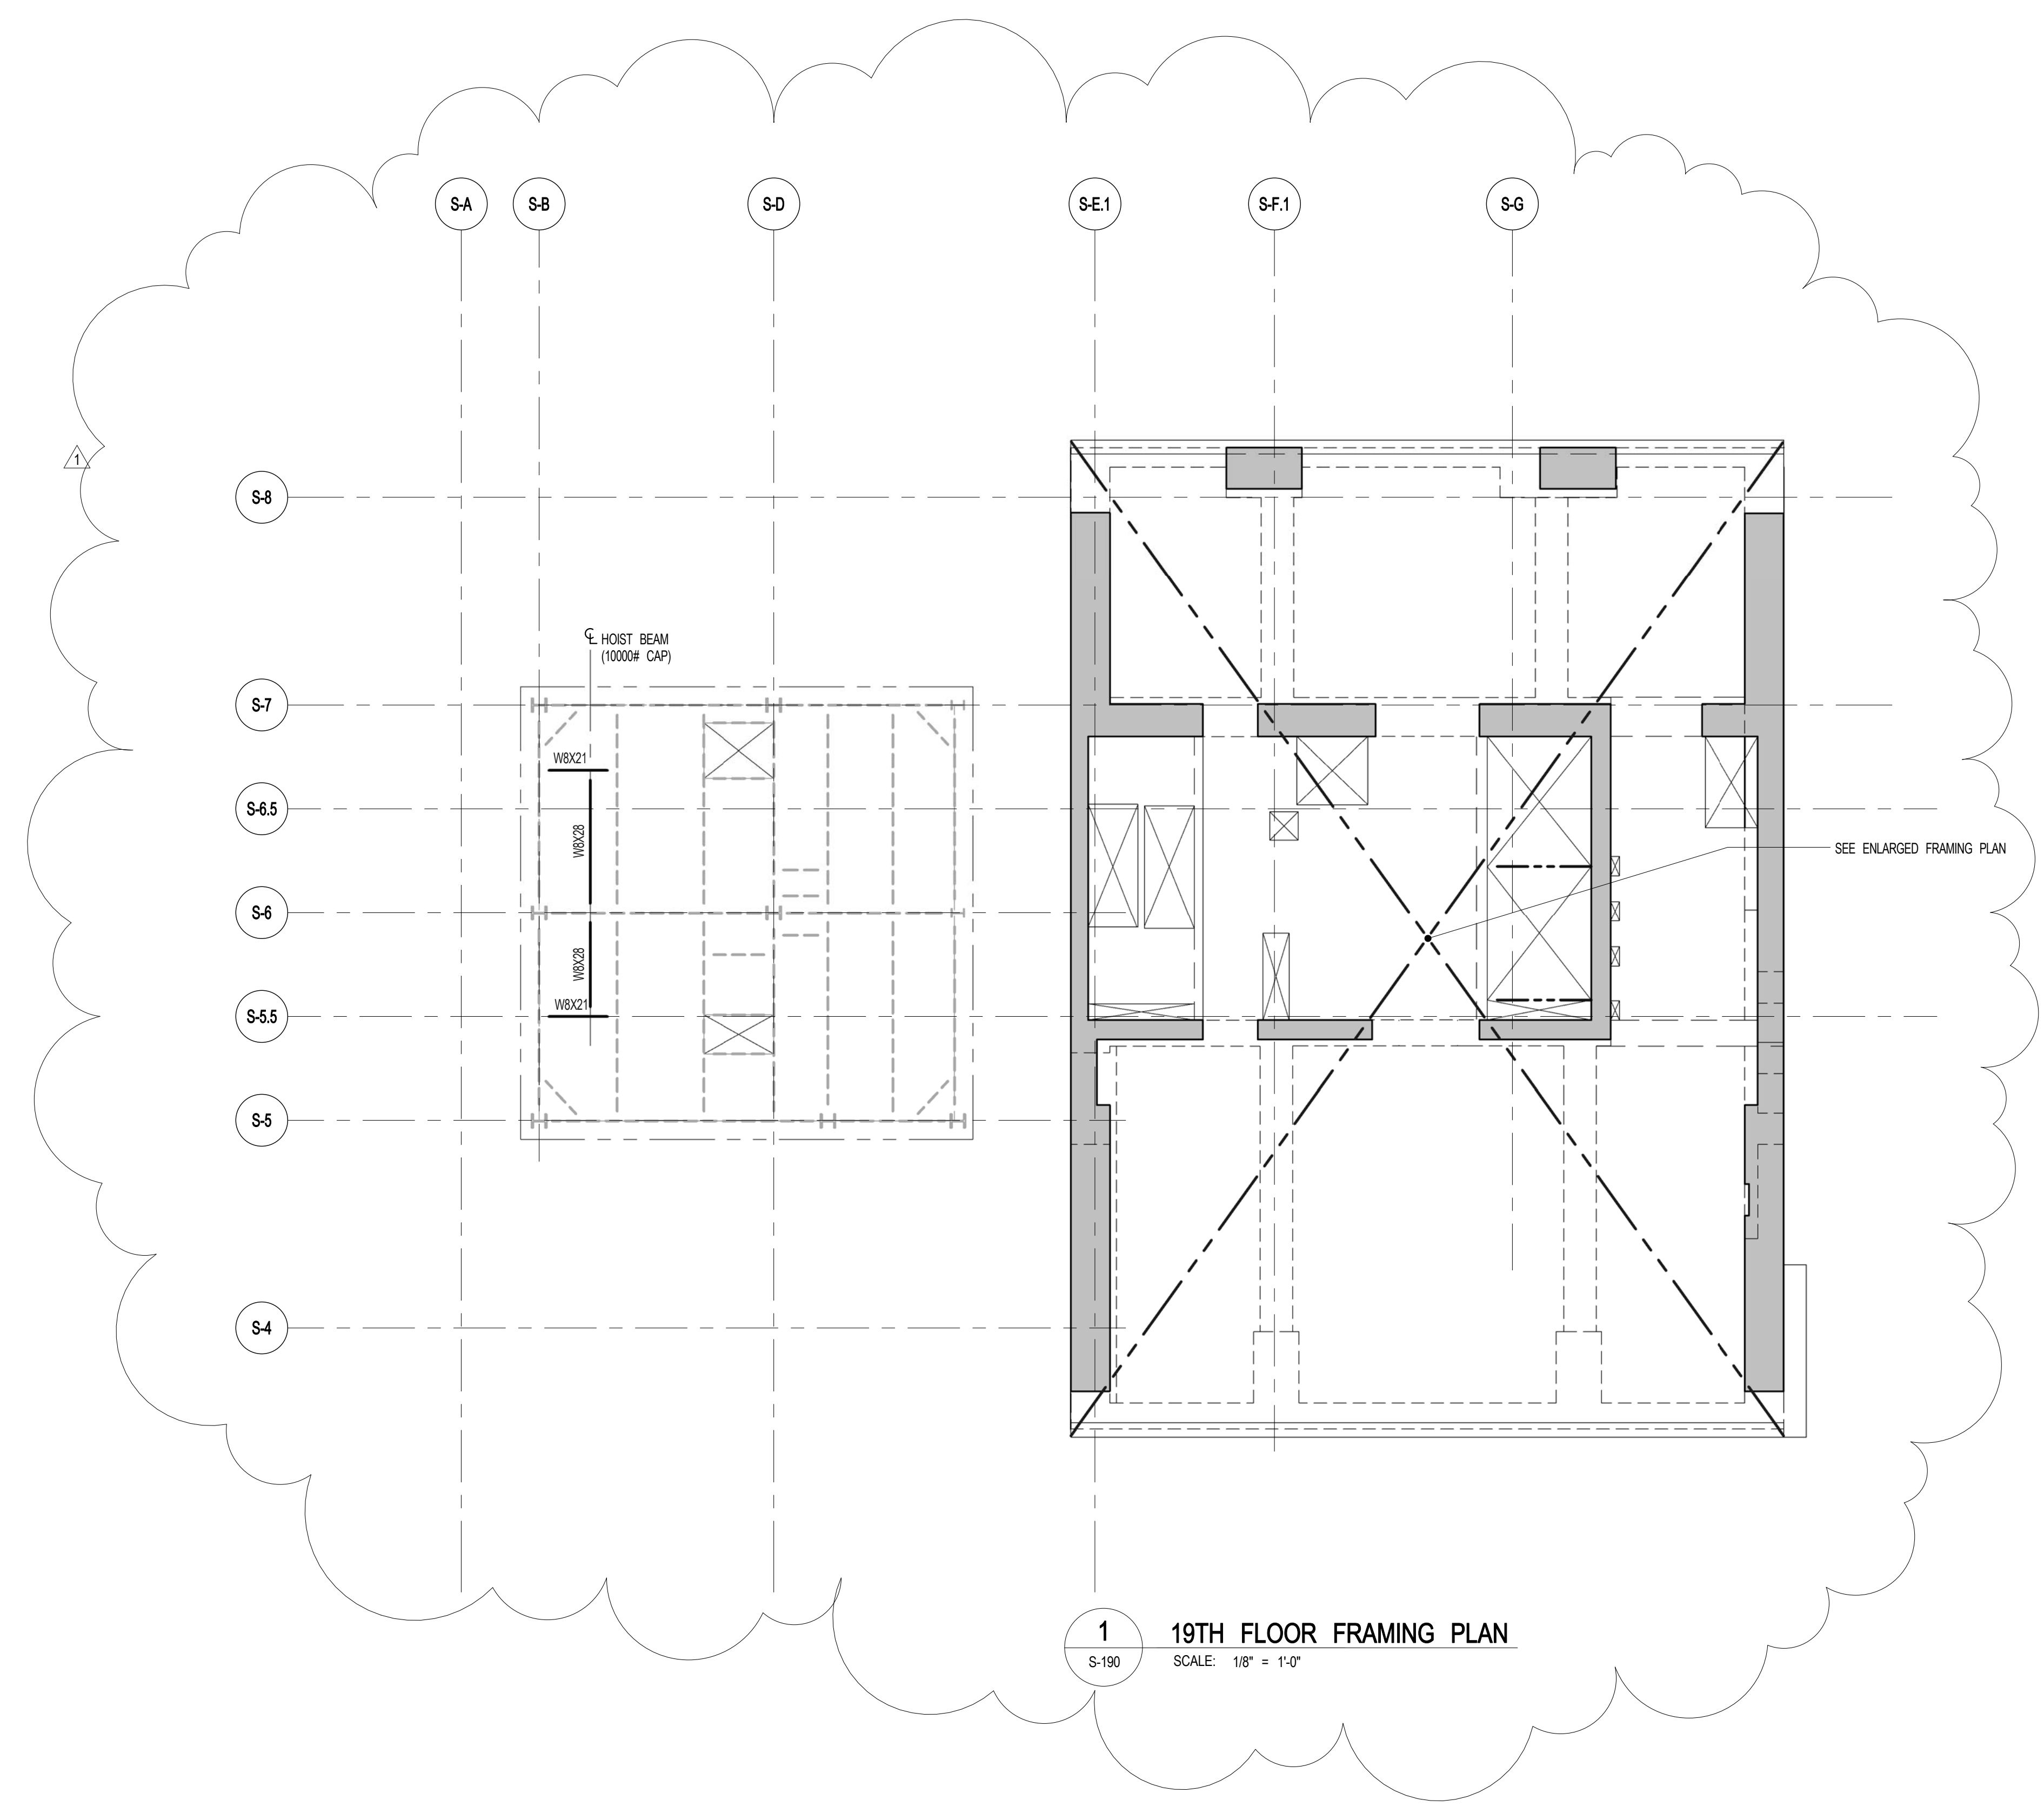 S-A
S-B
S-D
S-E.1
S-F.1
S-G
1
S-8
S-7
S-6.5
S-6
S-5.5
S-5
S-4
℄ HOIST BEAM
(10000# CAP)
W8X21
W8X28
W8X28
W8X21
SEE ENLARGED FRAMING PLAN
1
S-190
19TH FLOOR FRAMING PLAN
SCALE: 1/8" = 1'-0"